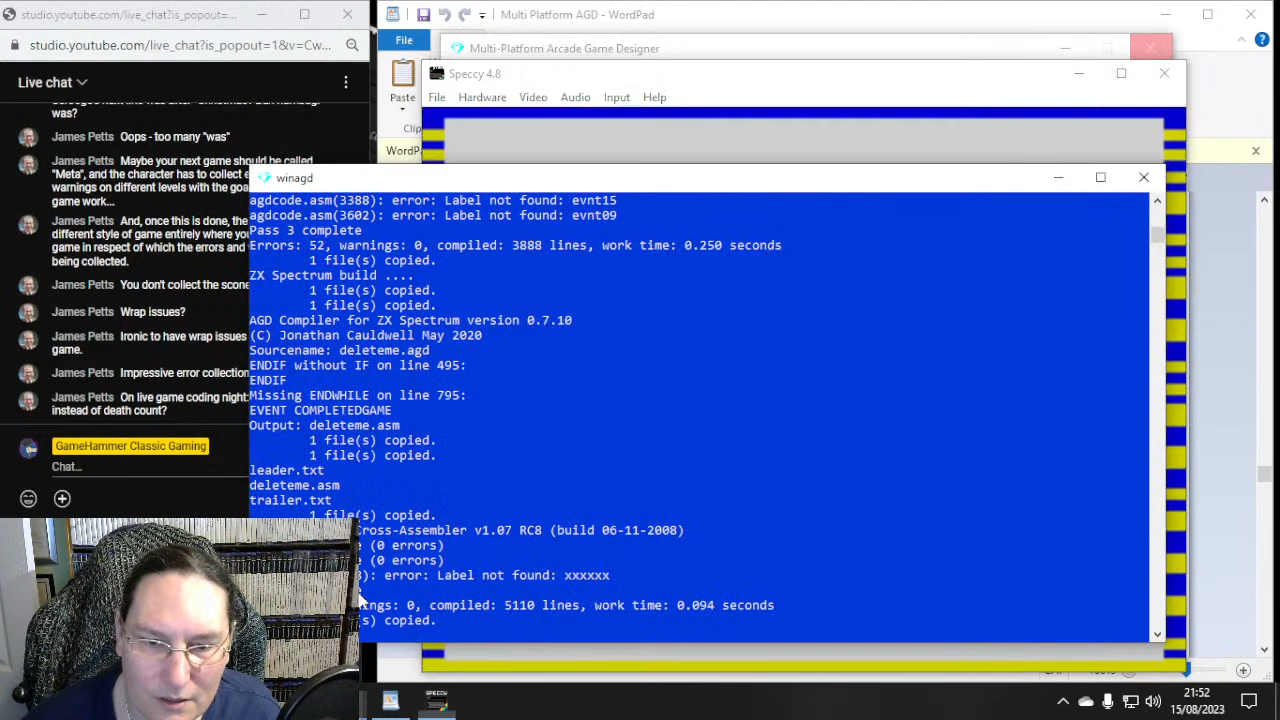 studio.youtube.com/live_chat?is_popout=...
studio.youtube.com/live_chat?is_popout=1&v=Cw...
Live chat
was?
James Petts Oops - too many "was"
James Petts Maybe your next game should be called
"Meta", and the character has to collect e
warnings on different levels with the goa
game work...
James Petts And, once this is done, the
different style of game entirely where you
game in respect of which the errors and
being collected.
James Petts You don't collect the scone
James Petts Wrap issues?
James Petts Ironic to have wrap issues
game.
James Petts Impressive error collection
James Petts On live game coding night:
instead of death count?
GameHammer Classic Gaming
Chat...
Multi Platform AGD - WordPad
File
Paste
Clip
WordP
Multi-Platform Arcade Game Designer
Speccy 4.8
File Hardware Video Audio Input Help
winagd
agdcode.asm(3388): error: Label not found: evnt15
agdcode.asm(3602): error: Label not found: evnt09
Pass 3 complete
Errors: 52, warnings: 0, compiled: 3888 lines, work time: 0.250 seconds
1 file(s) copied.
ZX Spectrum build ....
1 file(s) copied.
1 file(s) copied.
AGD Compiler for ZX Spectrum version 0.7.10
(C) Jonathan Cauldwell May 2020
Sourcename: deleteme.agd
ENDIF without IF on line 495:
ENDIF
Missing ENDWHILE on line 795:
EVENT COMPLETEDGAME
Output: deleteme.asm
1 file(s) copied.
1 file(s) copied.
leader.txt
deleteme.asm
trailer.txt
1 file(s) copied.
ross-Assembler v1.07 RC8 (build 06-11-2008)
e (0 errors)
e (0 errors)
): error: Label not found: xxxxxx
ings: 0, compiled: 5110 lines, work time: 0.094 seconds
s) copied.
SPECCY
21:52
15/08/2023